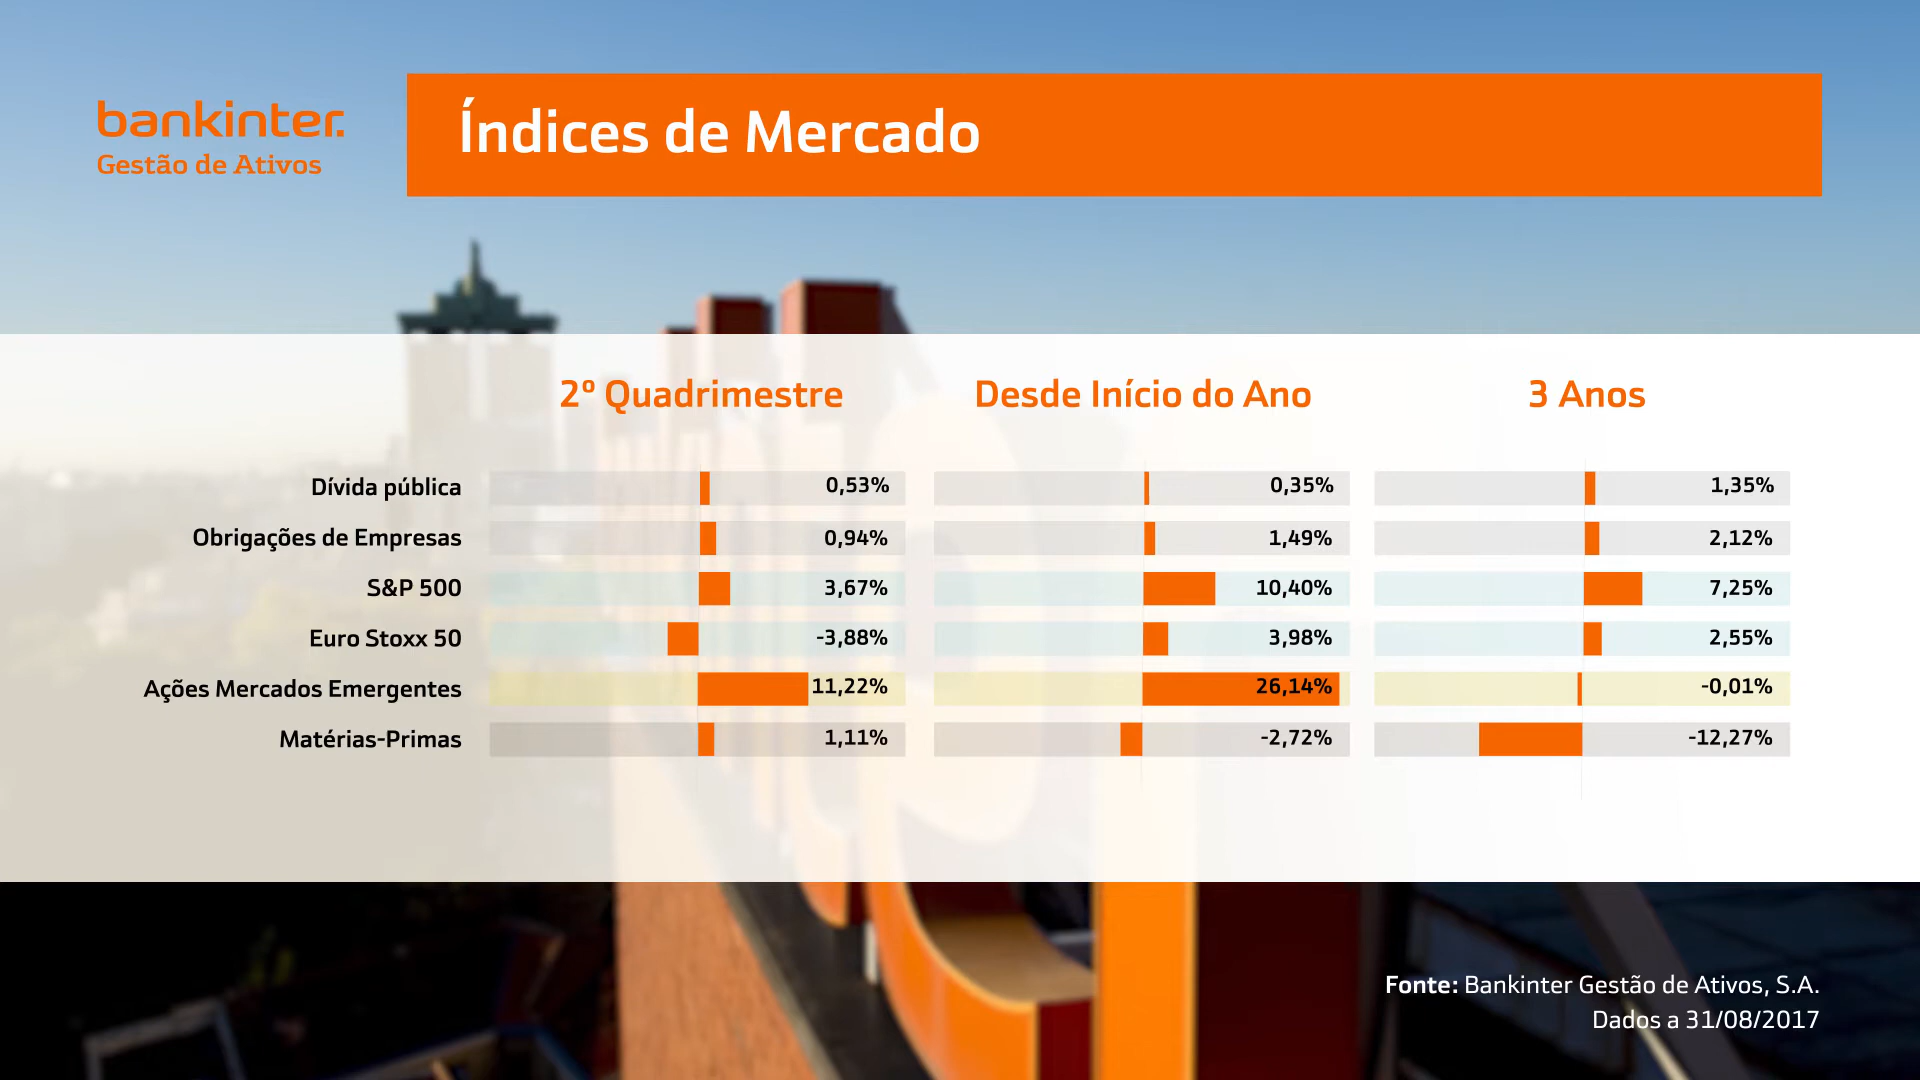 bankinter.
Gestão de Ativos
Índices de Mercado
2º Quadrimestre Desde Início do Ano 3 Anos
Dívida pública 0,53% 0,35% 1,35%
Obrigações de Empresas 0,94% 1,49% 2,12%
S&P 500 3,67% 10,40% 7,25%
Euro Stoxx 50 -3,88% 3,98% 2,55%
Ações Mercados Emergentes 11,22% 26,14% -0,01%
Matérias-Primas 1,11% -2,72% -12,27%
Fonte: Bankinter Gestão de Ativos, S.A.
Dados a 31/08/2017